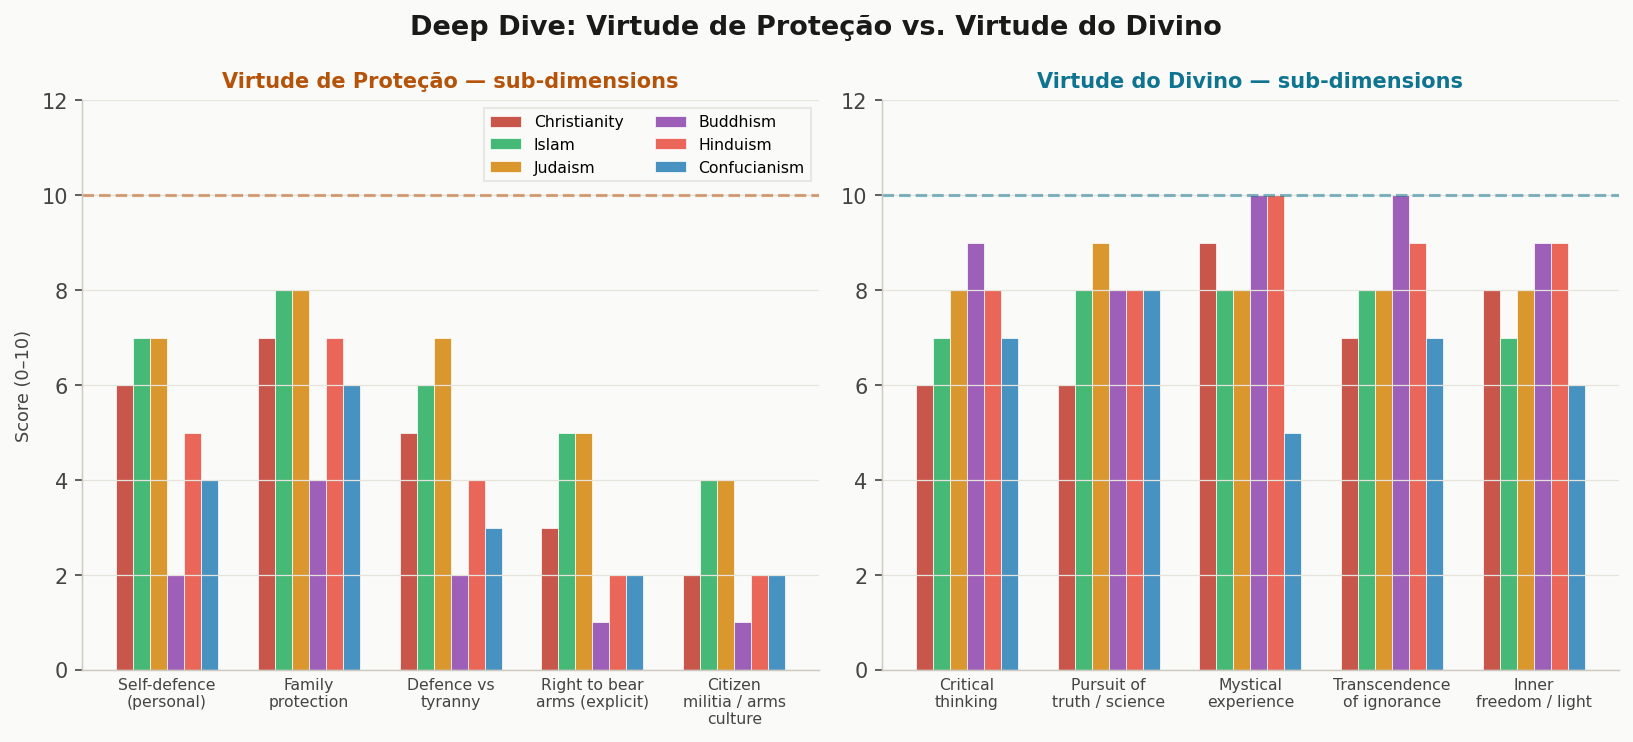 Deep Dive: Virtude de Proteção vs. Virtude do Divino
Virtude de Proteção — sub-dimensions
Score (0–10)
12
10
8
6
4
2
0
Christianity
Islam
Judaism
Buddhism
Hinduism
Confucianism
Self-defence
(personal)
Family
protection
Defence vs
tyranny
Right to bear
arms (explicit)
Citizen
militia / arms
culture
Virtude do Divino — sub-dimensions
12
10
8
6
4
2
0
Critical
thinking
Pursuit of
truth / science
Mystical
experience
Transcendence
of ignorance
Inner
freedom / light